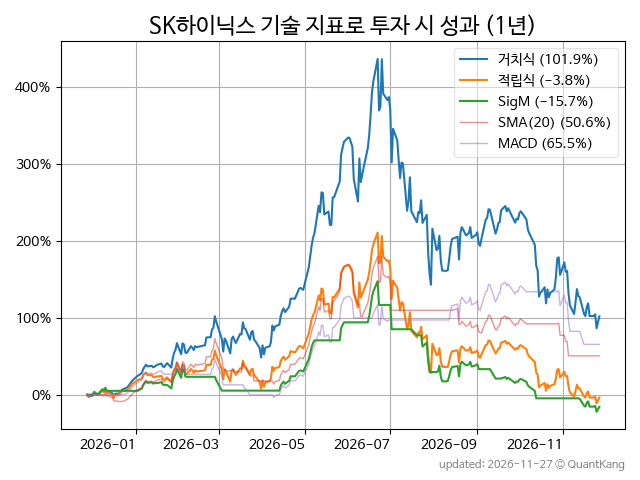 SK하이닉스 기술 지표로 투자 시 성과 (1년)
거치식 (101.9%)
적립식 (−3.8%)
SigM (−15.7%)
SMA(20) (50.6%)
MACD (65.5%)
400%
300%
200%
100%
0%
2026-01 2026-03 2026-05 2026-07 2026-09 2026-11
updated: 2026-11-27 © QuantKang